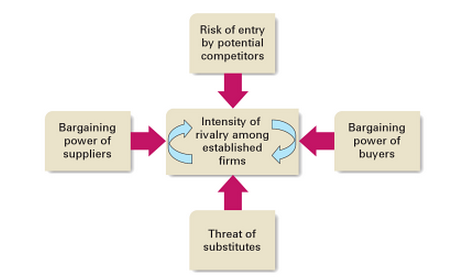 Risk of entry
by potential
competitors
Bargaining
power of
suppliers
Intensity of
rivalry among
established
firms
Bargaining
power of
buyers
Threat of
substitutes